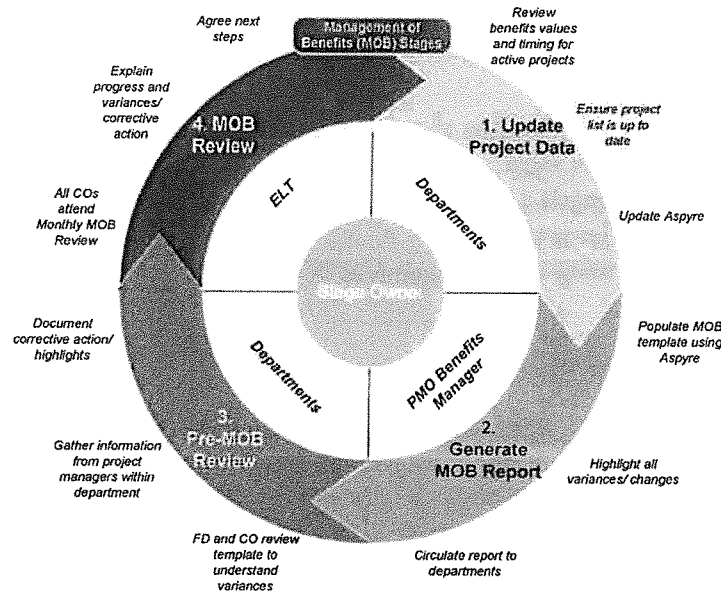 Management of
Benefits (MOB) Stages
Review
benefits values
and timing for
active projects
Ensure project
list is up to
date
Update Aspyre
1. Update
Project Data
Departments
Populate MOB
template using
Aspyre
Highlight all
variances/ changes
Circulate report to
departments
2.
Generate
MOB Report
PMO Benefits
Manager
FD and CO review
template to
understand
variances
Gather information
from project
managers within
department
Document
corrective action/
highlights
3.
Pre-MOB
Review
Departments
All COs
attend
Monthly MOB
Review
Explain
progress and
variances/
corrective
action
Agree next
steps
4. MOB
Review
ELT
Stage Owner